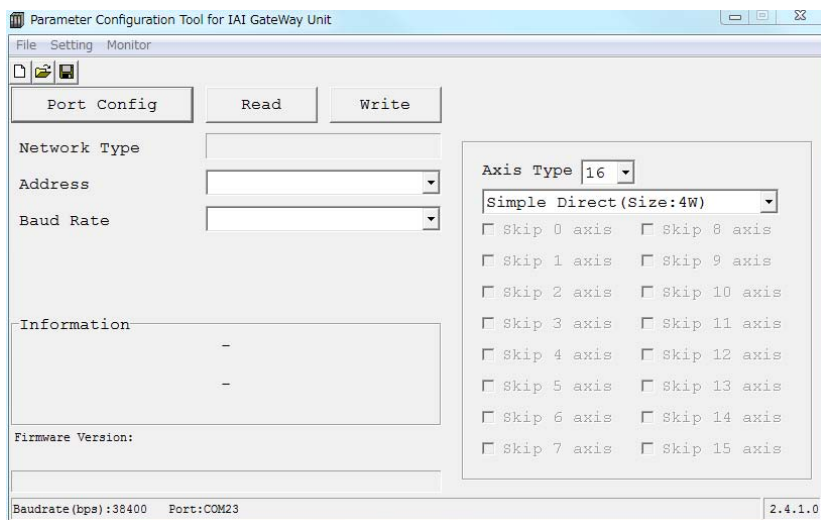 Parameter Configuration Tool for IAI GateWay Unit
File Setting Monitor
Port Config Read Write
Network Type
Address
Baud Rate
Information
-
-
Firmware Version:
Axis Type 16
Simple Direct(Size:4W)
Skip 0 axis Skip 8 axis
Skip 1 axis Skip 9 axis
Skip 2 axis Skip 10 axis
Skip 3 axis Skip 11 axis
Skip 4 axis Skip 12 axis
Skip 5 axis Skip 13 axis
Skip 6 axis Skip 14 axis
Skip 7 axis Skip 15 axis
Baudrate(bps):38400 Port:COM23 2.4.1.0